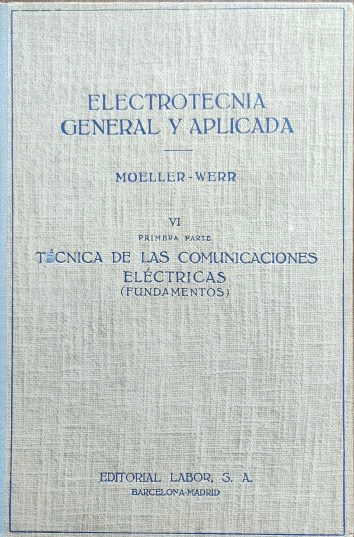 ELECTROTECNIA
GENERAL Y APLICADA
MOELLER-WERR
VI
PRIMERA PARTE
TÉCNICA DE LAS COMUNICACIONES
ELÉCTRICAS
(FUNDAMENTOS)
EDITORIAL LABOR, S. A.
BARCELONA-MADRID